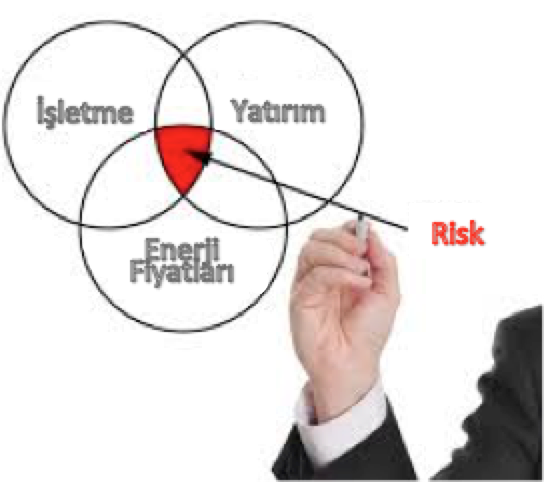 İşletme
Yatırım
Risk
Enerji
Fiyatları